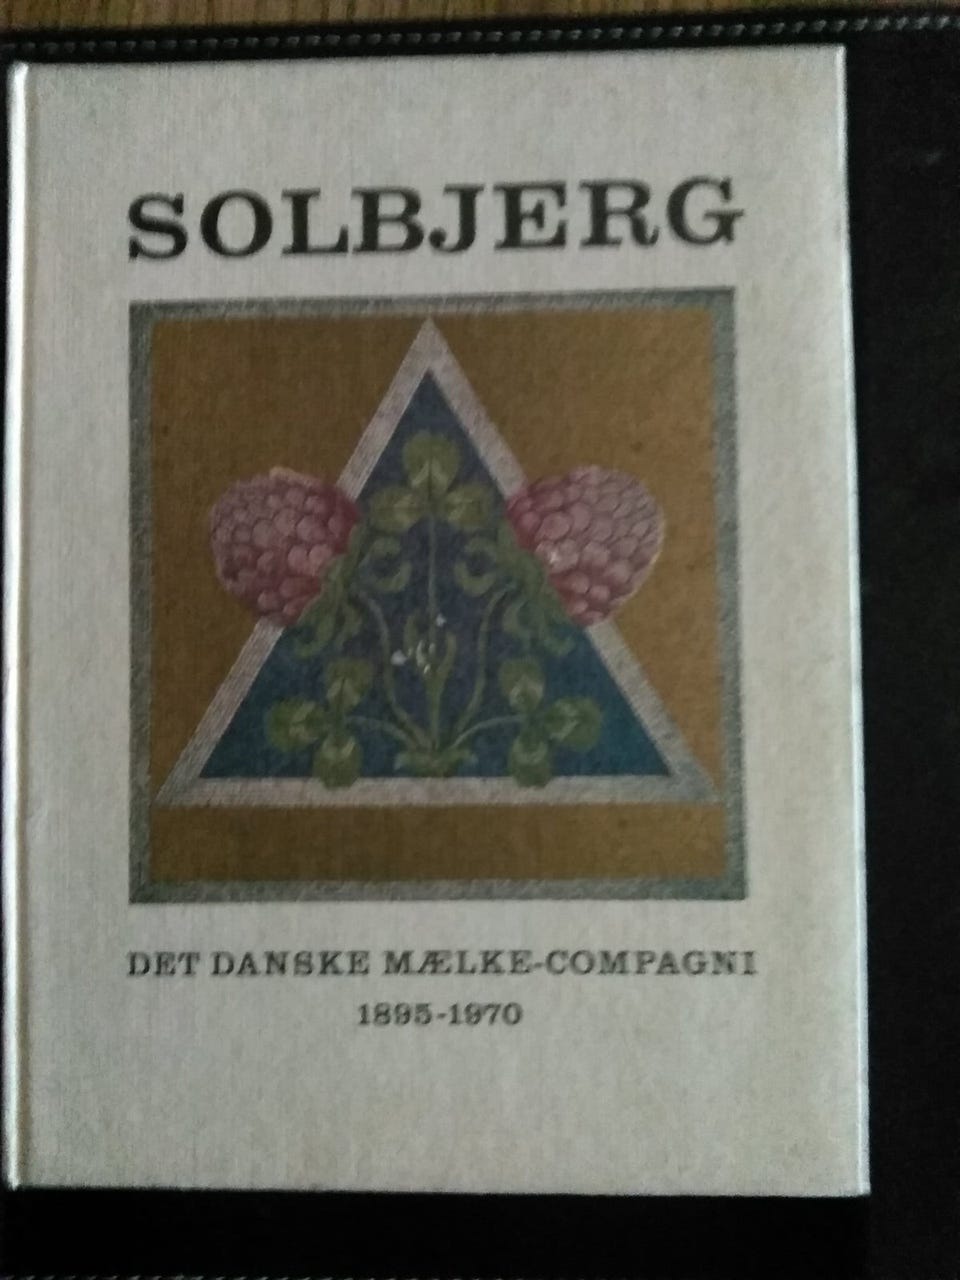 SOLBJERG
DET DANSKE MÆLKE-COMPAGNI
1895-1970